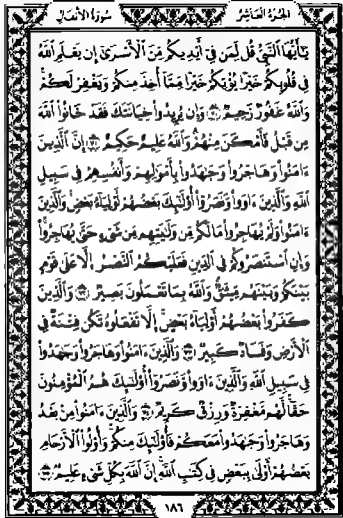 الجزء العاشر سورة الأنفال
يَٰٓأَيُّهَا ٱلنَّبِيُّ قُل لِّمَن فِيٓ أَيْدِيكُم مِّنَ ٱلْأَسْرَىٰٓ إِن يَعْلَمِ ٱللَّهُ
فِي قُلُوبِكُمْ خَيْرًا يُؤْتِكُمْ خَيْرًا مِّمَّآ أُخِذَ مِنكُمْ وَيَغْفِرْ لَكُمْ ۗ
وَٱللَّهُ غَفُورٌ رَّحِيمٌ ٧٠ وَإِن يُرِيدُوا۟ خِيَانَتَكَ فَقَدْ خَانُوا۟ ٱللَّهَ
مِن قَبْلُ فَأَمْكَنَ مِنْهُمْ ۗ وَٱللَّهُ عَلِيمٌ حَكِيمٌ ٧١ إِنَّ ٱلَّذِينَ
ءَامَنُوا۟ وَهَاجَرُوا۟ وَجَٰهَدُوا۟ بِأَمْوَٰلِهِمْ وَأَنفُسِهِمْ فِي سَبِيلِ
ٱللَّهِ وَٱلَّذِينَ ءَاوَوا۟ وَّنَصَرُوٓا۟ أُو۟لَٰٓئِكَ بَعْضُهُمْ أَوْلِيَآءُ بَعْضٍ ۚ وَٱلَّذِينَ
ءَامَنُوا۟ وَلَمْ يُهَاجِرُوا۟ مَا لَكُم مِّن وَلَٰيَتِهِم مِّن شَيْءٍ حَتَّىٰ يُهَاجِرُوا۟ ۚ
وَإِنِ ٱسْتَنصَرُوكُمْ فِي ٱلدِّينِ فَعَلَيْكُمُ ٱلنَّصْرُ إِلَّا عَلَىٰ قَوْمٍۭ
بَيْنَكُمْ وَبَيْنَهُم مِّيثَٰقٌ ۗ وَٱللَّهُ بِمَا تَعْمَلُونَ بَصِيرٌ ٧٢ وَٱلَّذِينَ
كَفَرُوا۟ بَعْضُهُمْ أَوْلِيَآءُ بَعْضٍ ۚ إِلَّا تَفْعَلُوهُ تَكُن فِتْنَةٌ فِي
ٱلْأَرْضِ وَفَسَادٌ كَبِيرٌ ٧٣ وَٱلَّذِينَ ءَامَنُوا۟ وَهَاجَرُوا۟ وَجَٰهَدُوا۟
فِي سَبِيلِ ٱللَّهِ وَٱلَّذِينَ ءَاوَوا۟ وَّنَصَرُوٓا۟ أُو۟لَٰٓئِكَ هُمُ ٱلْمُؤْمِنُونَ
حَقًّا ۚ لَّهُم مَّغْفِرَةٌ وَرِزْقٌ كَرِيمٌ ٧٤ وَٱلَّذِينَ ءَامَنُوا۟ مِنۢ بَعْدُ
وَهَاجَرُوا۟ وَجَٰهَدُوا۟ مَعَكُمْ فَأُو۟لَٰٓئِكَ مِنكُمْ ۚ وَأُو۟لُوا۟ ٱلْأَرْحَامِ
بَعْضُهُمْ أَوْلَىٰ بِبَعْضٍ فِي كِتَٰبِ ٱللَّهِ ۗ إِنَّ ٱللَّهَ بِكُلِّ شَيْءٍ عَلِيمٌۢ ٧٥
١٨٦